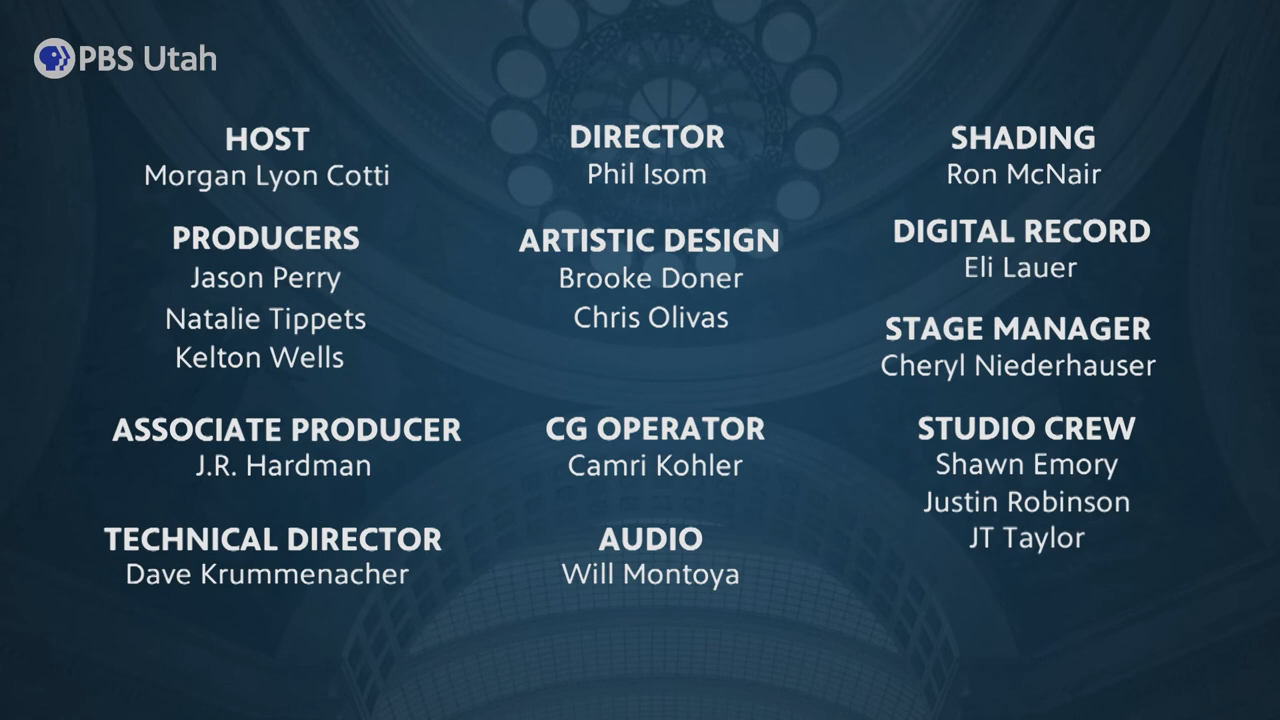 PBS Utah
HOST
Morgan Lyon Cotti
PRODUCERS
Jason Perry
Natalie Tippets
Kelton Wells
ASSOCIATE PRODUCER
J.R. Hardman
TECHNICAL DIRECTOR
Dave Krummenacher
DIRECTOR
Phil Isom
ARTISTIC DESIGN
Brooke Doner
Chris Olivas
CG OPERATOR
Camri Kohler
AUDIO
Will Montoya
SHADING
Ron McNair
DIGITAL RECORD
Eli Lauer
STAGE MANAGER
Cheryl Niederhauser
STUDIO CREW
Shawn Emory
Justin Robinson
JT Taylor